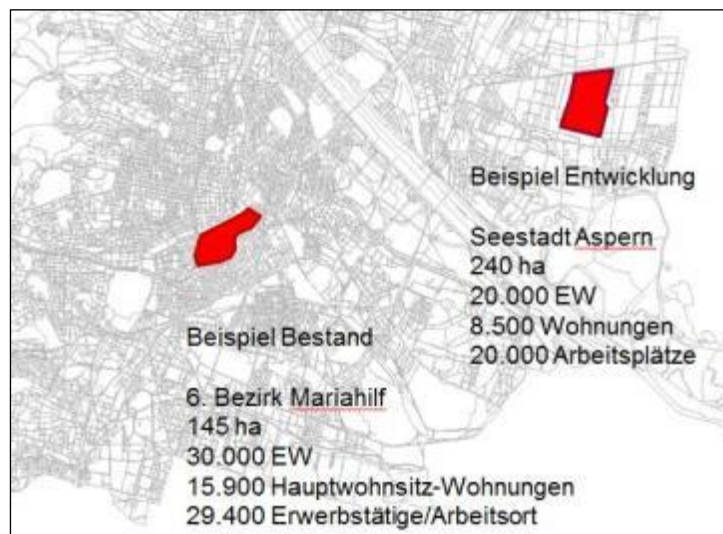 Beispiel Entwicklung
Seestadt Aspern
240 ha
20.000 EW
8.500 Wohnungen
20.000 Arbeitsplätze
Beispiel Bestand
6. Bezirk Mariahilf
145 ha
30.000 EW
15.900 Hauptwohnsitz-Wohnungen
29.400 Erwerbstätige/Arbeitsort